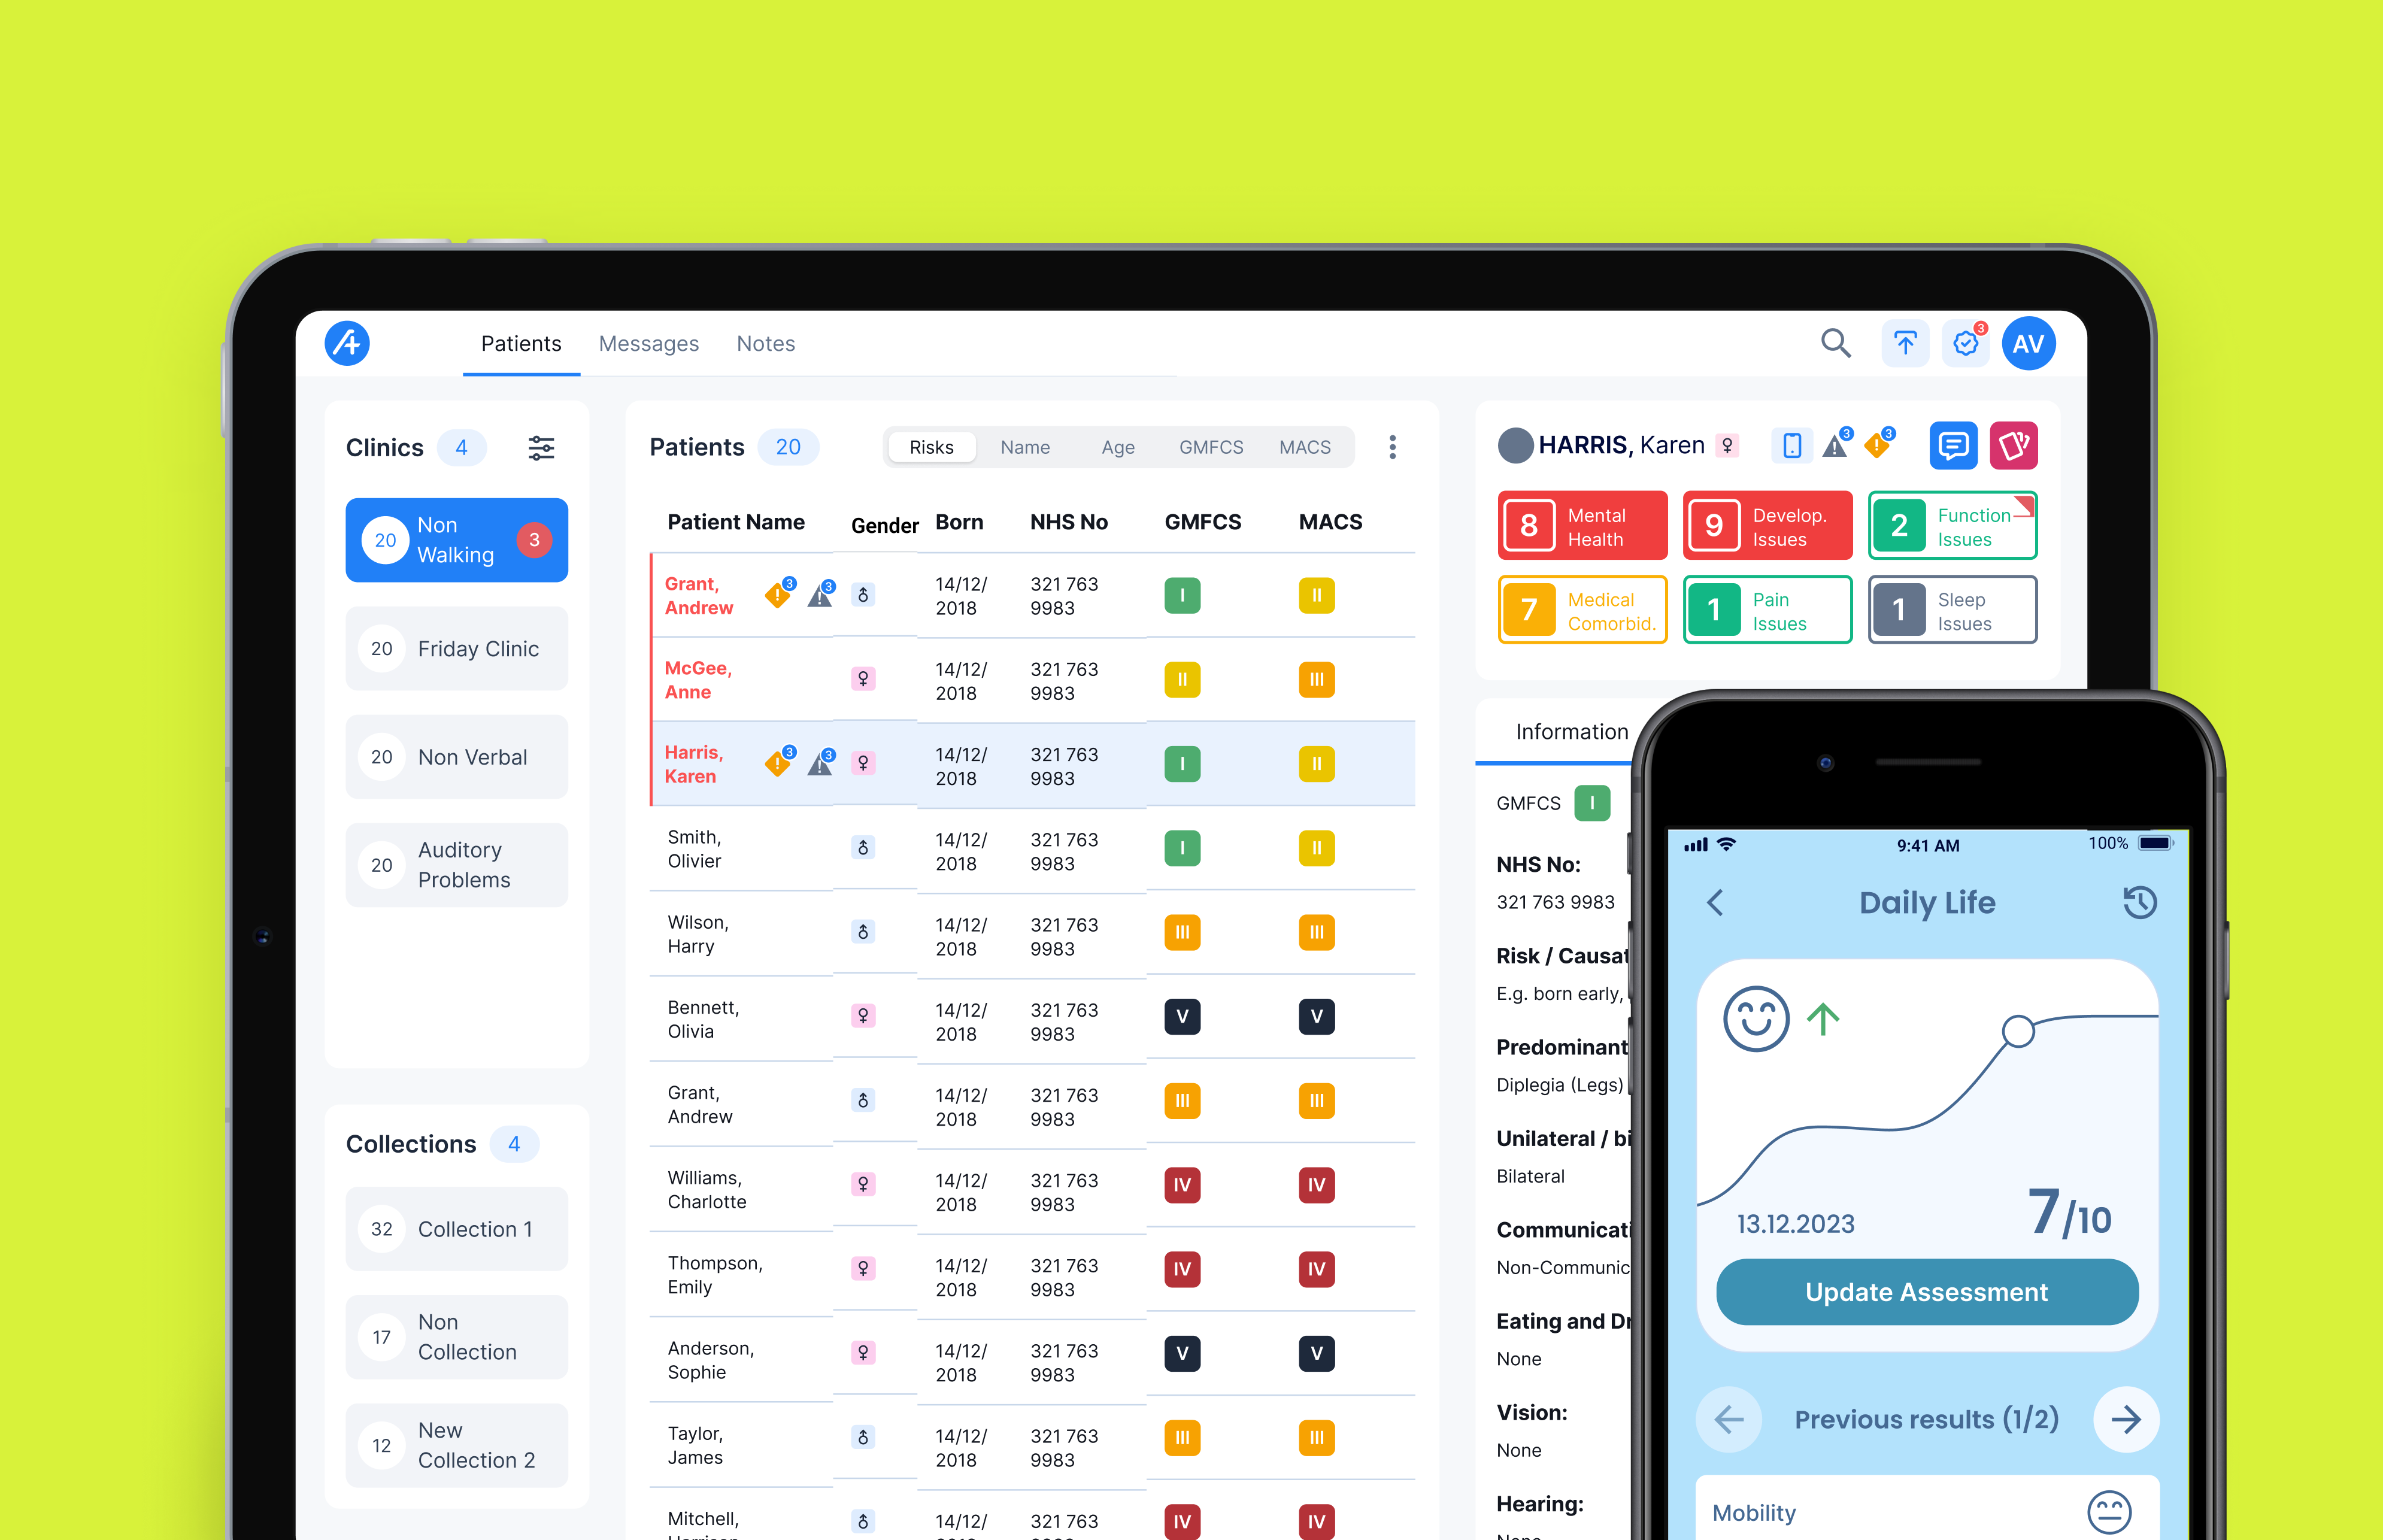 Patients
Messages
Notes
3
AV
Clinics
4
20
Non
Walking
3
20
Friday Clinic
20
Non Verbal
20
Auditory
Problems
Collections
4
32
Collection 1
17
Non
Collection
12
New
Collection 2
Patients
20
Risks
Name
Age
GMFCS
MACS
Patient Name
Gender
Born
NHS No
GMFCS
MACS
Grant,
Andrew
3
3
14/12/
2018
321 763
9983
I
II
McGee,
Anne
14/12/
2018
321 763
9983
II
III
Harris,
Karen
3
3
14/12/
2018
321 763
9983
I
II
Smith,
Olivier
14/12/
2018
321 763
9983
I
II
Wilson,
Harry
14/12/
2018
321 763
9983
III
III
Bennett,
Olivia
14/12/
2018
321 763
9983
V
V
Grant,
Andrew
14/12/
2018
321 763
9983
III
III
Williams,
Charlotte
14/12/
2018
321 763
9983
IV
IV
Thompson,
Emily
14/12/
2018
321 763
9983
IV
IV
Anderson,
Sophie
14/12/
2018
321 763
9983
V
V
Taylor,
James
14/12/
2018
321 763
9983
III
III
Mitchell,
14/12/
321 763
IV
IV
HARRIS, Karen
3
3
8
Mental
Health
9
Develop.
Issues
2
Function
Issues
7
Medical
Comorbid.
1
Pain
Issues
1
Sleep
Issues
Information
GMFCS
I
NHS No:
321 763 9983
Risk / Causat
E.g. born early,
Predominant
Diplegia (Legs)
Unilateral / bi
Bilateral
Communicati
Non-Communic
Eating and Dr
None
Vision:
None
Hearing:
9:41 AM
100%
Daily Life
13.12.2023
7/10
Update Assessment
Previous results (1/2)
Mobility